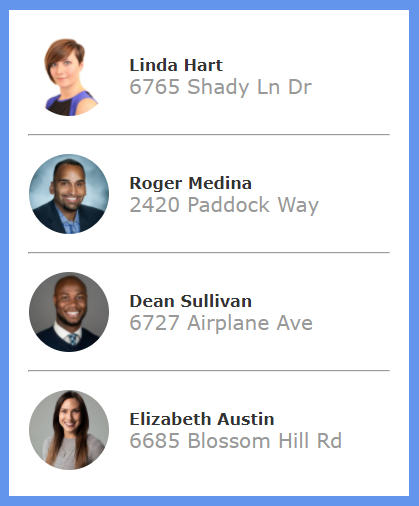 Linda Hart
6765 Shady Ln Dr
Roger Medina
2420 Paddock Way
Dean Sullivan
6727 Airplane Ave
Elizabeth Austin
6685 Blossom Hill Rd